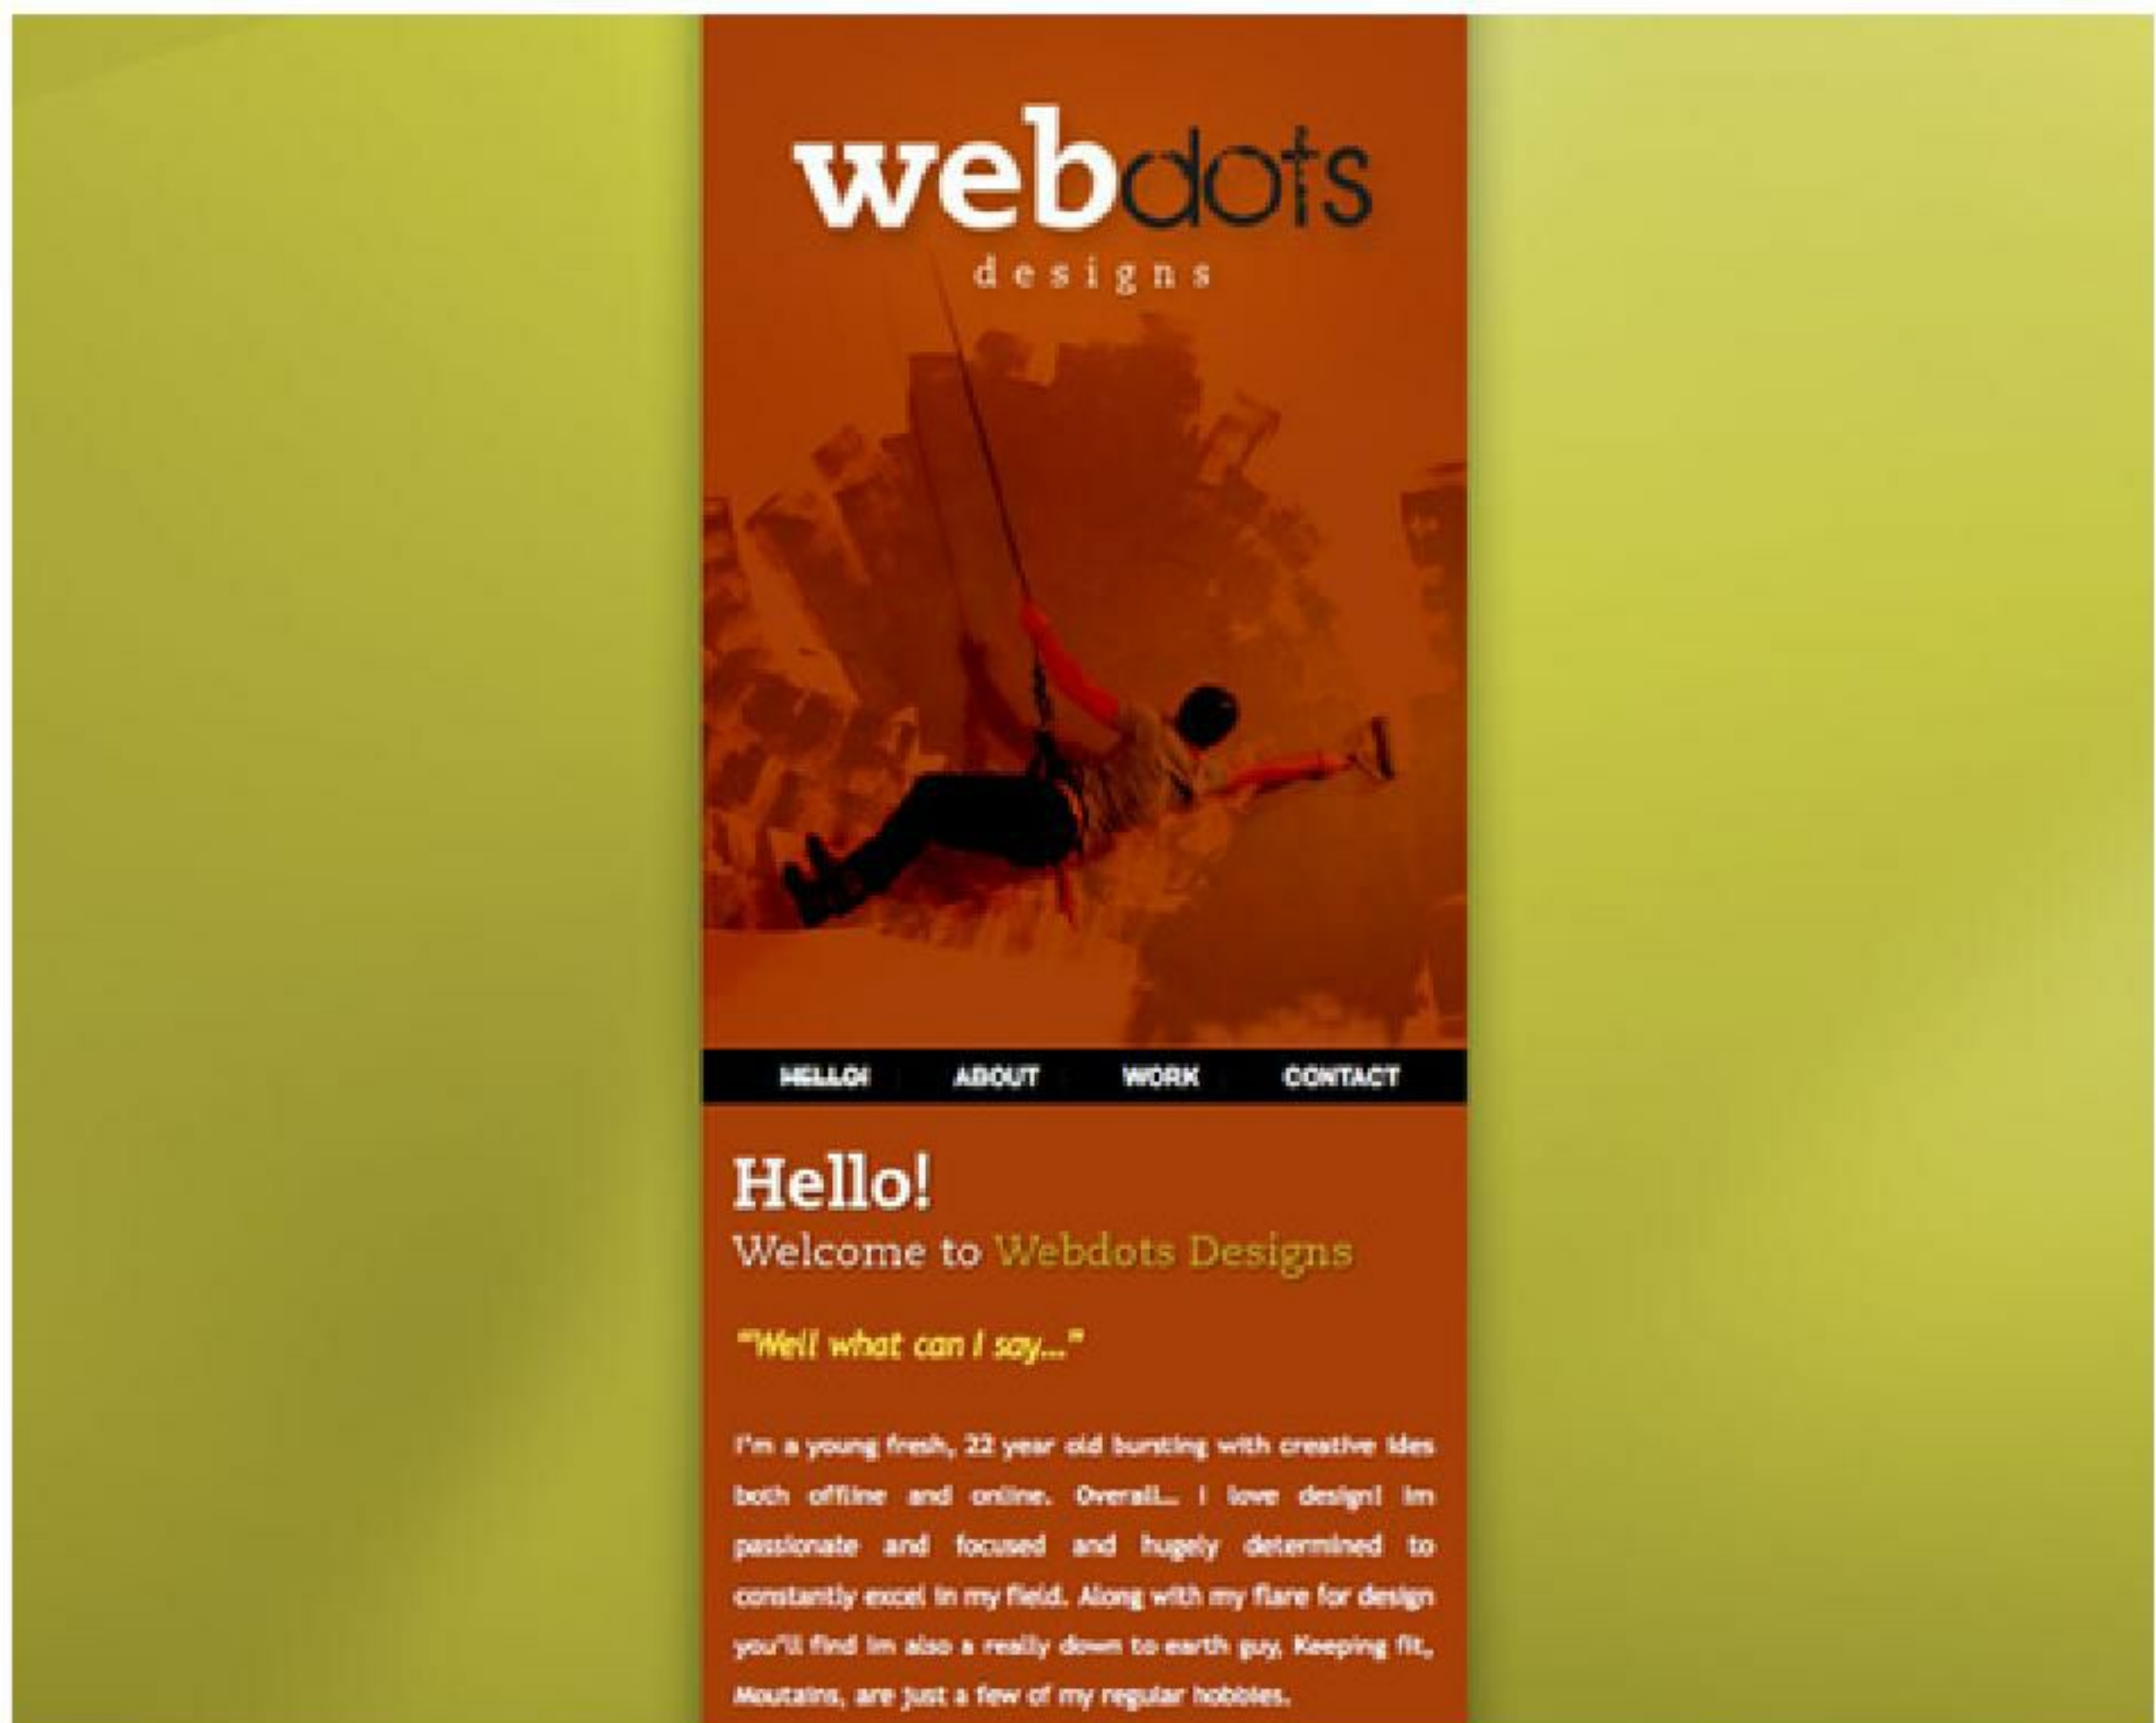 webdots
designs
HELLO! ABOUT WORK CONTACT
Hello!
Welcome to Webdots Designs
"Well what can I say..."
I'm a young fresh, 22 year old bursting with creative ides
both offline and online. Overall... I love design! Im
passionate and focused and hugely determined to
constantly excel in my field. Along with my flare for design
you'll find im also a really down to earth guy, Keeping fit,
Moutains, are just a few of my regular hobbies.